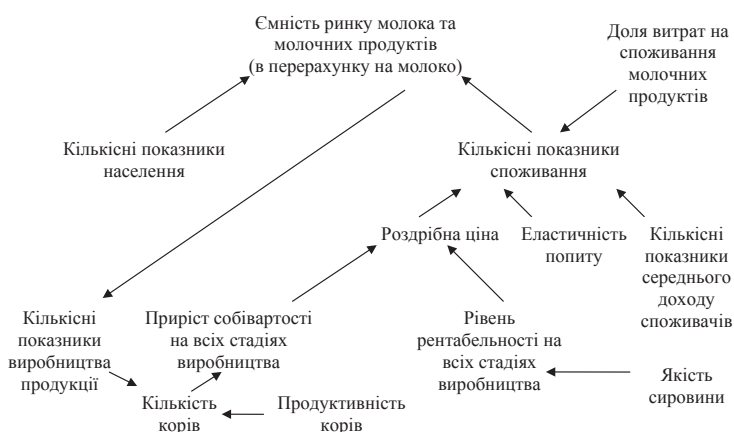 Ємність ринку молока та
молочних продуктів
(в перерахунку на молоко)
Доля витрат на
споживання
молочних
продуктів
Кількісні показники
населення
Кількісні показники
споживання
Роздрібна ціна
Еластичність
попиту
Кількісні
показники
середнього
доходу
споживачів
Кількісні
показники
виробництва
продукції
Приріст собівартості
на всіх стадіях
виробництва
Рівень
рентабельності на
всіх стадіях
виробництва
Якість
сировини
Кількість
корів
Продуктивність
корів